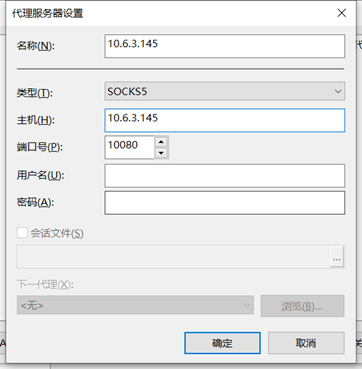 代理服务器设置
名称(N):
10.6.3.145
类型(T):
SOCKS5
主机(H):
10.6.3.145
端口号(P):
10080
用户名(U):
密码(A):
会话文件(S)
...
下一代理(X):
<无>
浏览(B)...
确定
取消